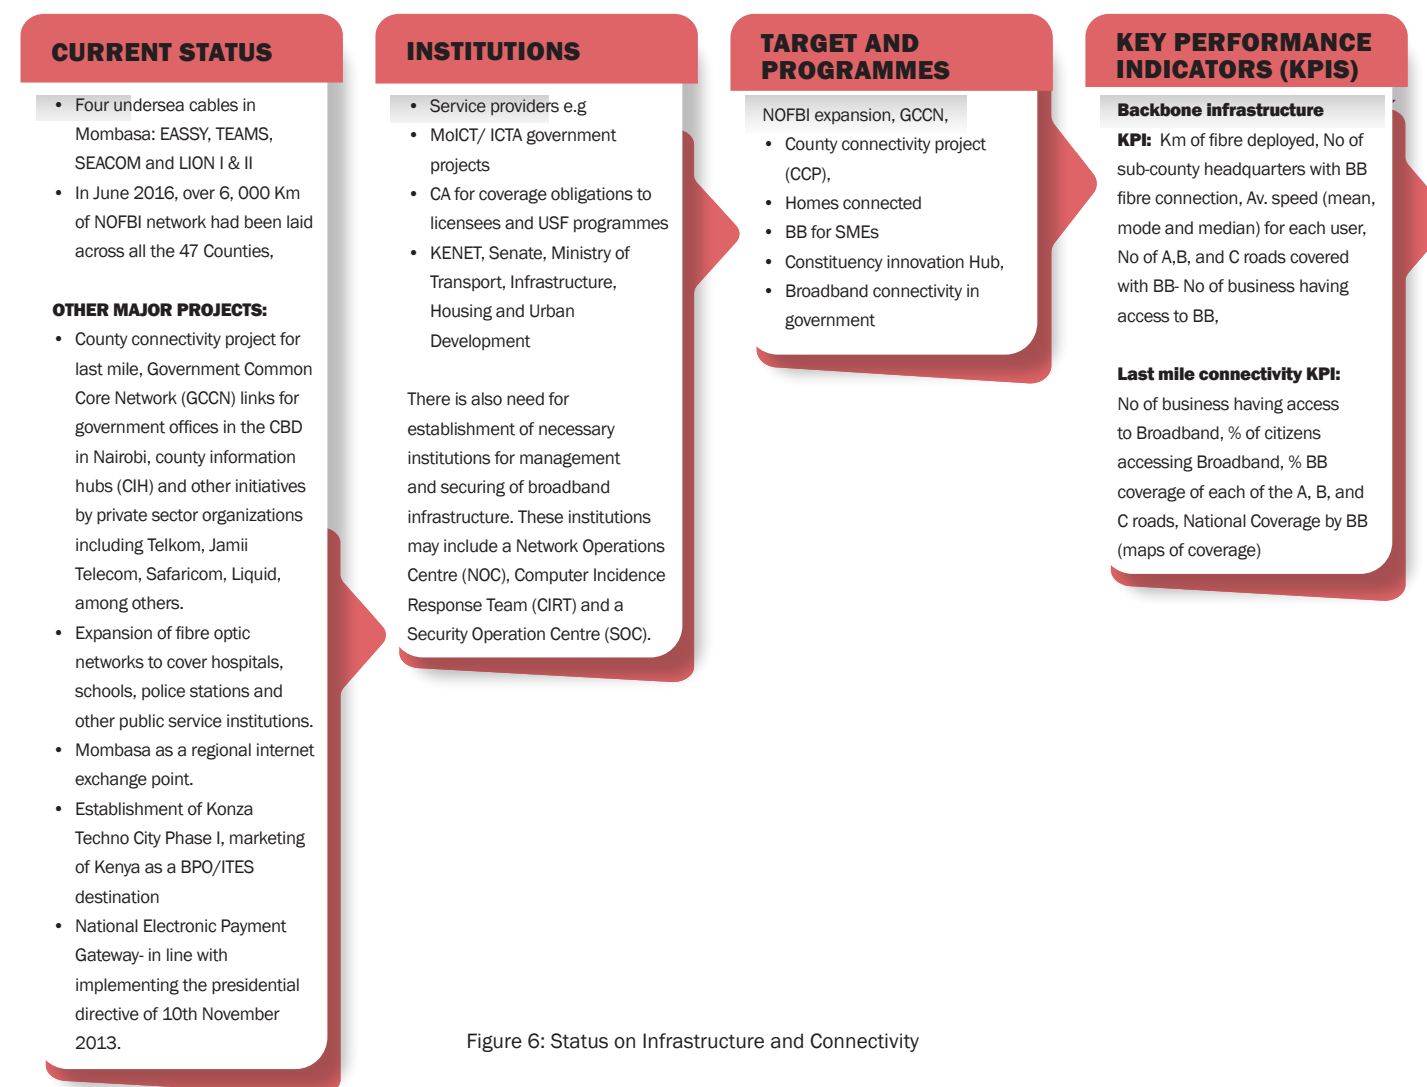 CURRENT STATUS
• Four undersea cables in
Mombasa: EASSY, TEAMS,
SEACOM and LION I & II
• In June 2016, over 6, 000 Km
of NOFBI network had been laid
across all the 47 Counties,
OTHER MAJOR PROJECTS:
• County connectivity project for
last mile, Government Common
Core Network (GCCN) links for
government offices in the CBD
in Nairobi, county information
hubs (CIH) and other initiatives
by private sector organizations
including Telkom, Jamii
Telecom, Safaricom, Liquid,
among others.
• Expansion of fibre optic
networks to cover hospitals,
schools, police stations and
other public service institutions.
• Mombasa as a regional internet
exchange point.
• Establishment of Konza
Techno City Phase I, marketing
of Kenya as a BPO/ITES
destination
• National Electronic Payment
Gateway- in line with
implementing the presidential
directive of 10th November
2013.
INSTITUTIONS
• Service providers e.g
• MoICT/ ICTA government
projects
• CA for coverage obligations to
licensees and USF programmes
• KENET, Senate, Ministry of
Transport, Infrastructure,
Housing and Urban
Development
There is also need for
establishment of necessary
institutions for management
and securing of broadband
infrastructure. These institutions
may include a Network Operations
Centre (NOC), Computer Incidence
Response Team (CIRT) and a
Security Operation Centre (SOC).
TARGET AND
PROGRAMMES
NOFBI expansion, GCCN,
• County connectivity project
(CCP),
• Homes connected
• BB for SMEs
• Constituency innovation Hub,
• Broadband connectivity in
government
KEY PERFORMANCE
INDICATORS (KPIS)
Backbone infrastructure
KPI: Km of fibre deployed, No of
sub-county headquarters with BB
fibre connection, Av. speed (mean,
mode and median) for each user,
No of A,B, and C roads covered
with BB- No of business having
access to BB,
Last mile connectivity KPI:
No of business having access
to Broadband, % of citizens
accessing Broadband, % BB
coverage of each of the A, B, and
C roads, National Coverage by BB
(maps of coverage)
Figure 6: Status on Infrastructure and Connectivity